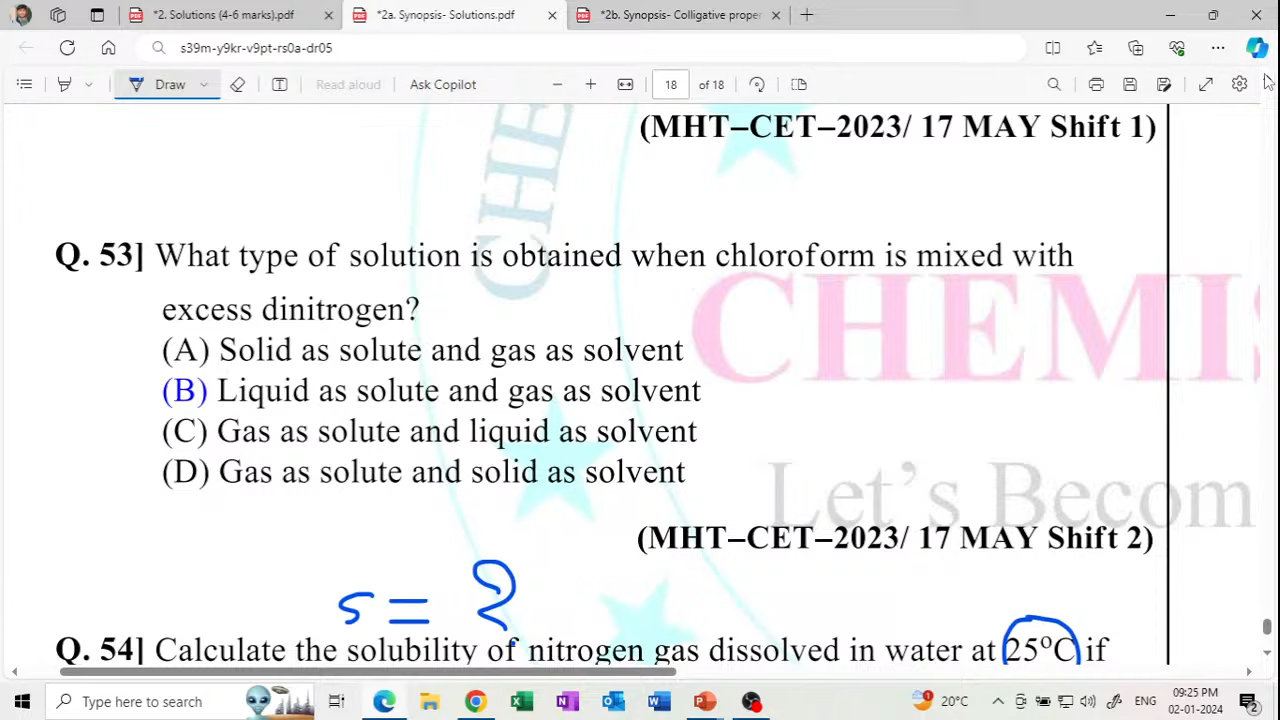 *2. Solutions (4-6 marks).pdf
*2a. Synopsis- Solutions.pdf
*2b. Synopsis- Colligative proper
s39m-y9kr-v9pt-rs0a-dr05
Draw
Read aloud
Ask Copilot
18 of 18
(MHT–CET–2023/ 17 MAY Shift 1)
CHE
Q. 53] What type of solution is obtained when chloroform is mixed with
excess dinitrogen?
(A) Solid as solute and gas as solvent
(B) Liquid as solute and gas as solvent
(C) Gas as solute and liquid as solvent
(D) Gas as solute and solid as solvent
CHEMIS
Let's Becom
(MHT–CET–2023/ 17 MAY Shift 2)
s = ?
Q. 54] Calculate the solubility of nitrogen gas dissolved in water at 25°C if
Type here to search
20°C
ENG
09:25 PM
02-01-2024